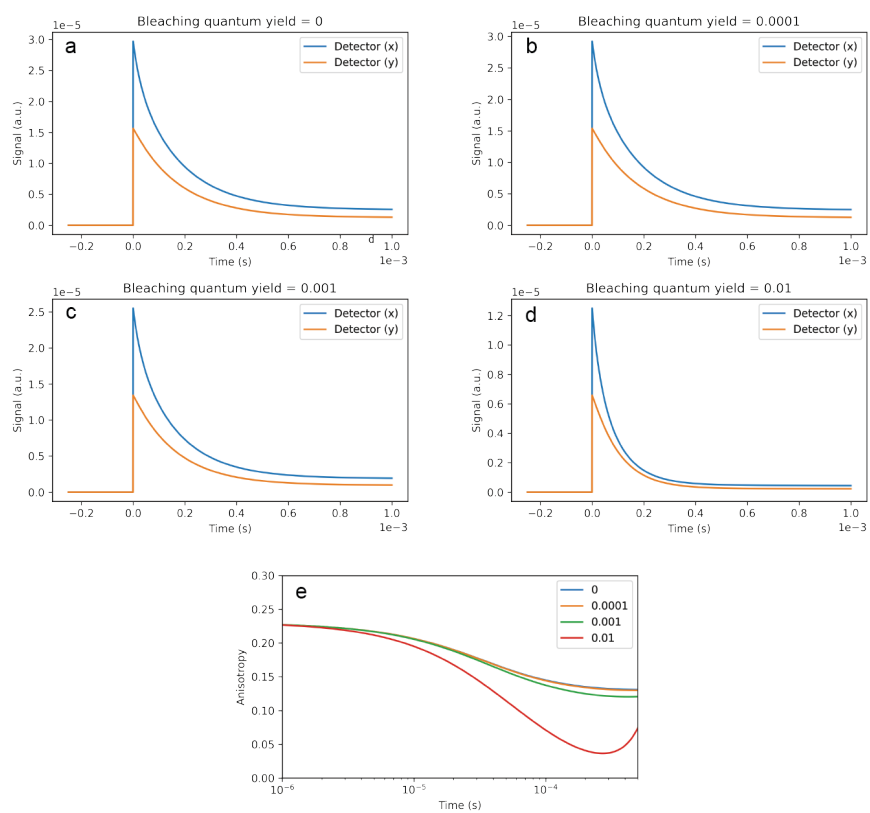 Bleaching quantum yield = 0
1e−5
a
Detector (x)
Detector (y)
3.0
2.5
2.0
1.5
1.0
0.5
0.0
Signal (a.u.)
−0.2 0.0 0.2 0.4 0.6 0.8 1.0
d
Time (s)
1e−3
Bleaching quantum yield = 0.0001
1e−5
b
Detector (x)
Detector (y)
3.0
2.5
2.0
1.5
1.0
0.5
0.0
Signal (a.u.)
−0.2 0.0 0.2 0.4 0.6 0.8 1.0
Time (s)
1e−3
Bleaching quantum yield = 0.001
1e−5
c
Detector (x)
Detector (y)
2.5
2.0
1.5
1.0
0.5
0.0
Signal (a.u.)
−0.2 0.0 0.2 0.4 0.6 0.8 1.0
Time (s)
1e−3
Bleaching quantum yield = 0.01
1e−5
d
Detector (x)
Detector (y)
1.2
1.0
0.8
0.6
0.4
0.2
0.0
Signal (a.u.)
−0.2 0.0 0.2 0.4 0.6 0.8 1.0
Time (s)
1e−3
e
0
0.0001
0.001
0.01
0.30
0.25
0.20
0.15
0.10
0.05
0.00
Anisotropy
10⁻⁶ 10⁻⁵ 10⁻⁴
Time (s)